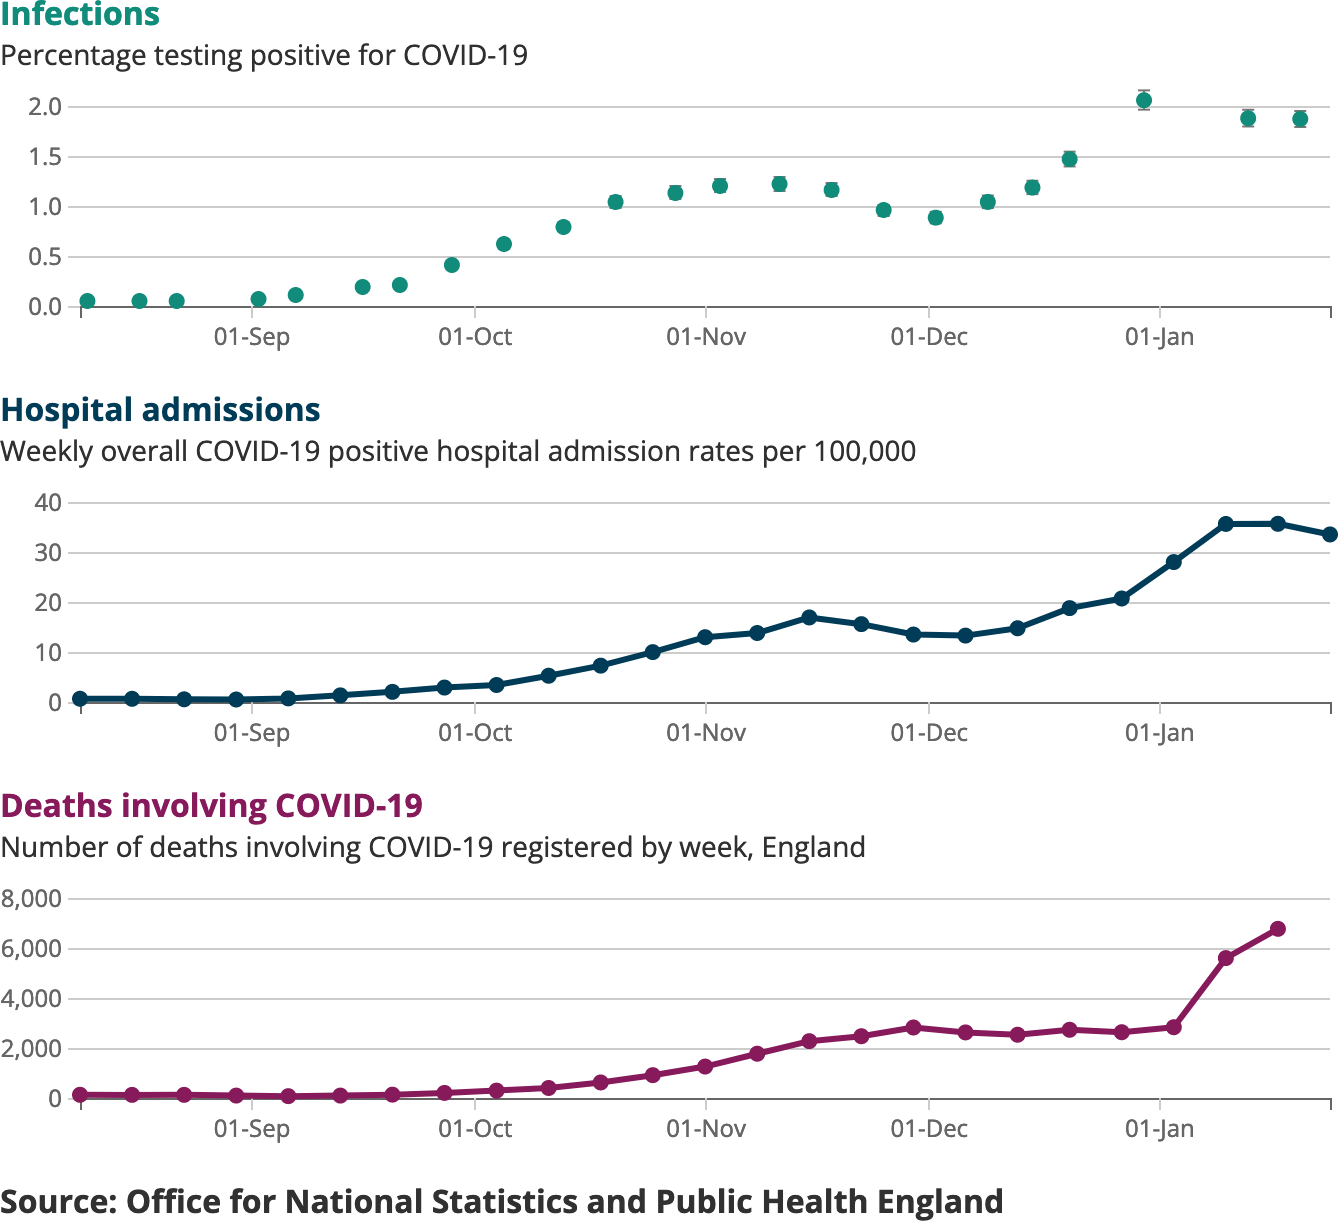 Infections
Percentage testing positive for COVID-19
2.0
1.5
1.0
0.5
0.0
01-Sep 01-Oct 01-Nov 01-Dec 01-Jan
Hospital admissions
Weekly overall COVID-19 positive hospital admission rates per 100,000
40
30
20
10
0
01-Sep 01-Oct 01-Nov 01-Dec 01-Jan
Deaths involving COVID-19
Number of deaths involving COVID-19 registered by week, England
8,000
6,000
4,000
2,000
0
01-Sep 01-Oct 01-Nov 01-Dec 01-Jan
Source: Office for National Statistics and Public Health England